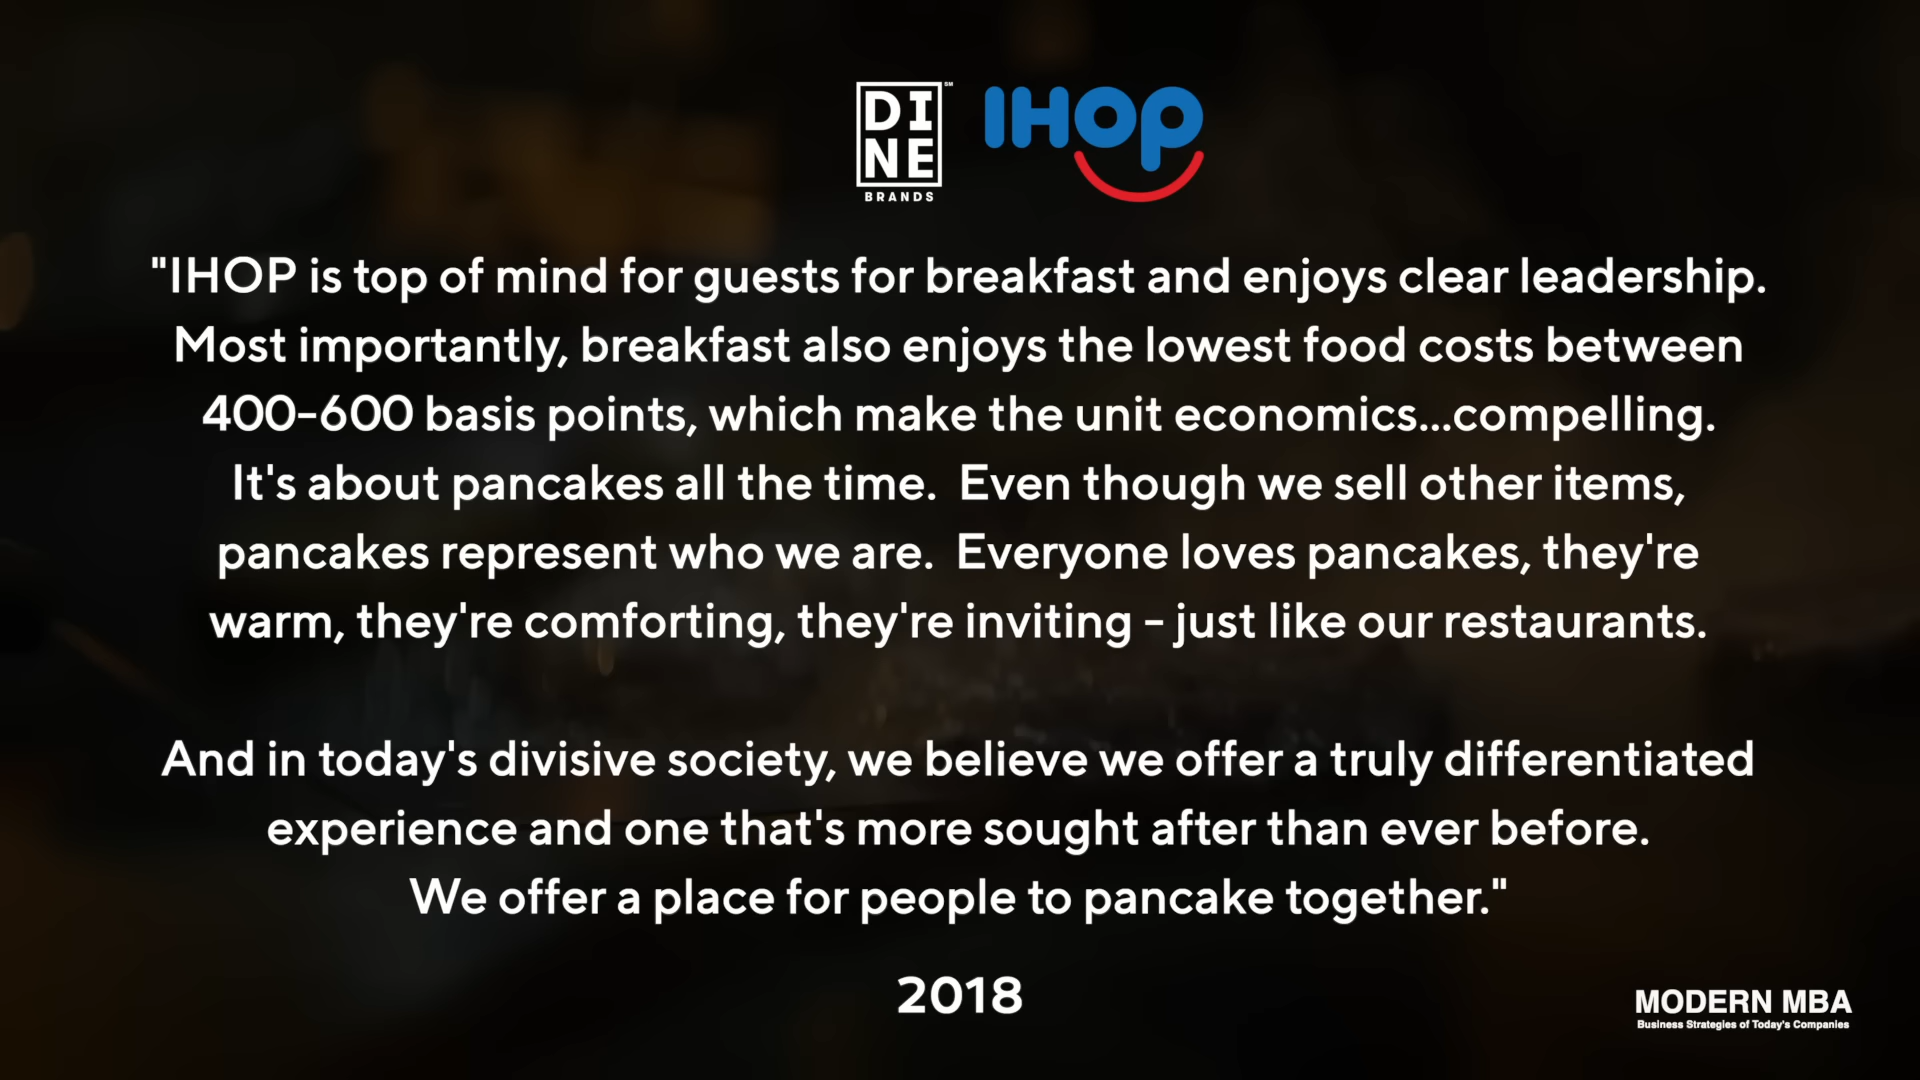 DI
NE
BRANDS
SM
IHOP
"IHOP is top of mind for guests for breakfast and enjoys clear leadership.
Most importantly, breakfast also enjoys the lowest food costs between
400-600 basis points, which make the unit economics...compelling.
It's about pancakes all the time.  Even though we sell other items,
pancakes represent who we are.  Everyone loves pancakes, they're
warm, they're comforting, they're inviting - just like our restaurants.
And in today's divisive society, we believe we offer a truly differentiated
experience and one that's more sought after than ever before.
We offer a place for people to pancake together."
2018
MODERN MBA
Business Strategies of Today's Companies